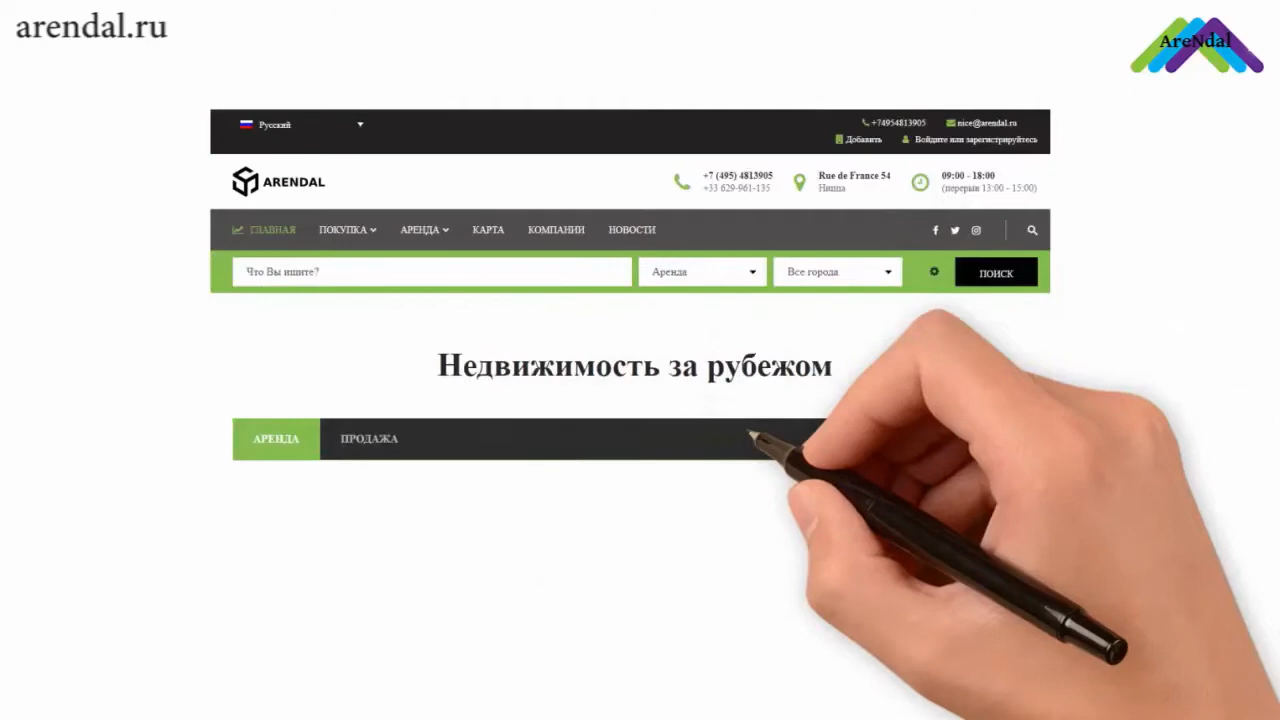 arendal.ru
AreNdal
Русский
+74954813905 nice@arendal.ru
Добавить Войдите или зарегистрируйтесь
ARENDAL
+7 (495) 4813905
+33 629-961-135
Rue de France 54
Ницца
09:00 - 18:00
(перерыв 13:00 - 15:00)
ГЛАВНАЯ ПОКУПКА АРЕНДА КАРТА КОМПАНИИ НОВОСТИ
Что Вы ишите? Аренда Все города ПОИСК
Недвижимость за рубежом
АРЕНДА ПРОДАЖА